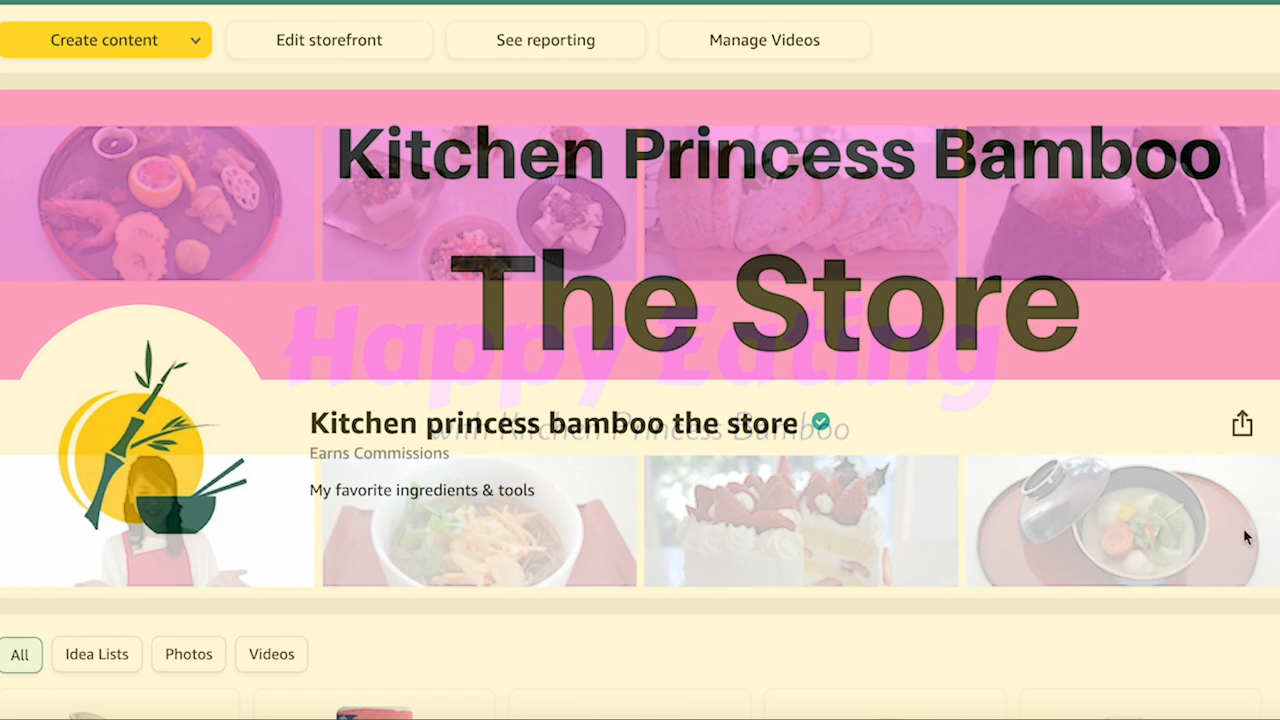 Create content
Edit storefront
See reporting
Manage Videos
Kitchen Princess Bamboo
The Store
Happy Eating
with Kitchen Princess Bamboo
Kitchen princess bamboo the store
Earns Commissions
My favorite ingredients & tools
All
Idea Lists
Photos
Videos